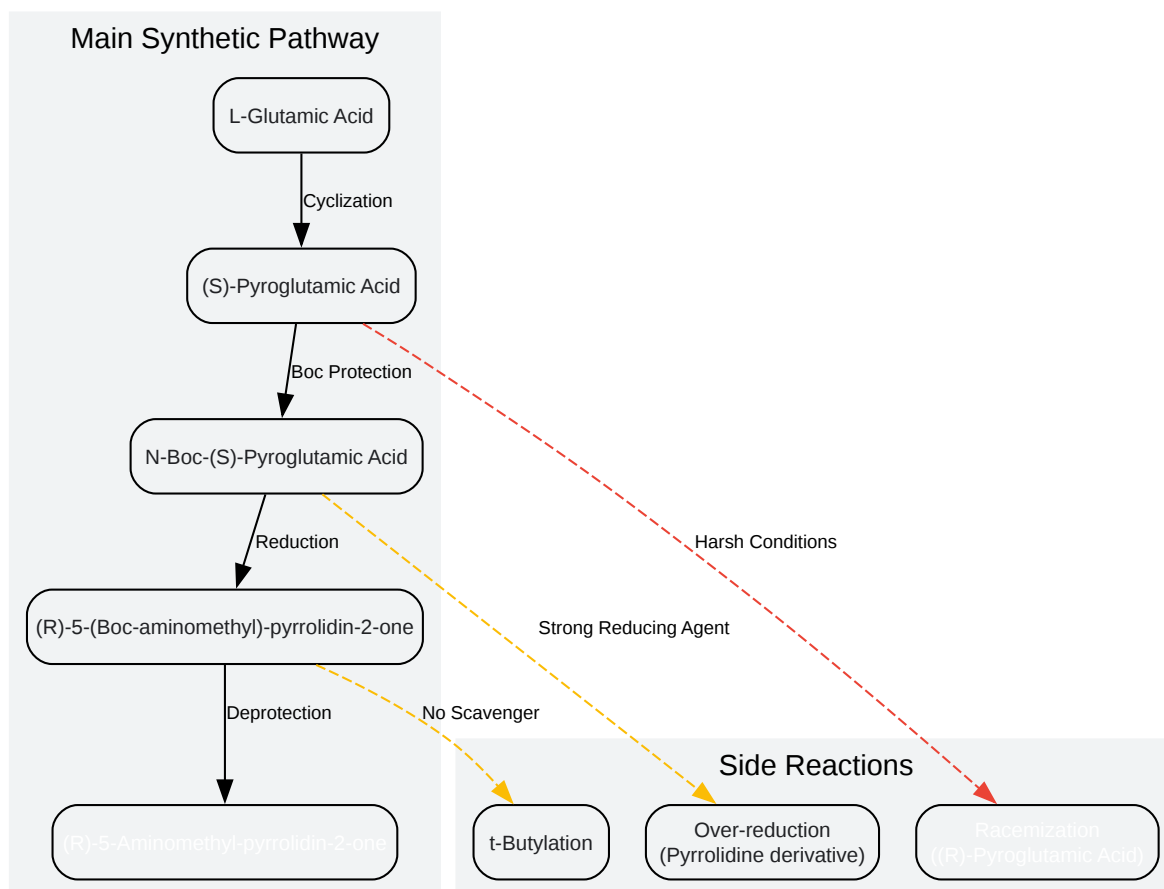 Main Synthetic Pathway
L-Glutamic Acid
Cyclization
(S)-Pyroglutamic Acid
Boc Protection
N-Boc-(S)-Pyroglutamic Acid
Harsh Conditions
Reduction
Strong Reducing Agent
(R)-5-(Boc-aminomethyl)-pyrrolidin-2-one
Deprotection
No Scavenger
(R)-5-Aminomethyl-pyrrolidin-2-one
Side Reactions
t-Butylation
Over-reduction
(Pyrrolidine derivative)
Racemization
((R)-Pyroglutamic Acid)